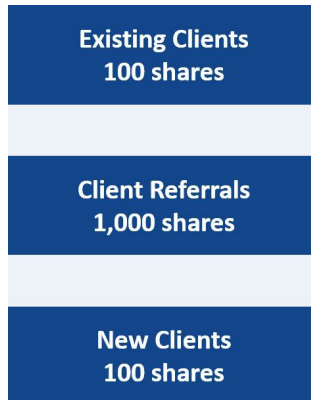 Existing Clients
100 shares
Client Referrals
1,000 shares
New Clients
100 shares